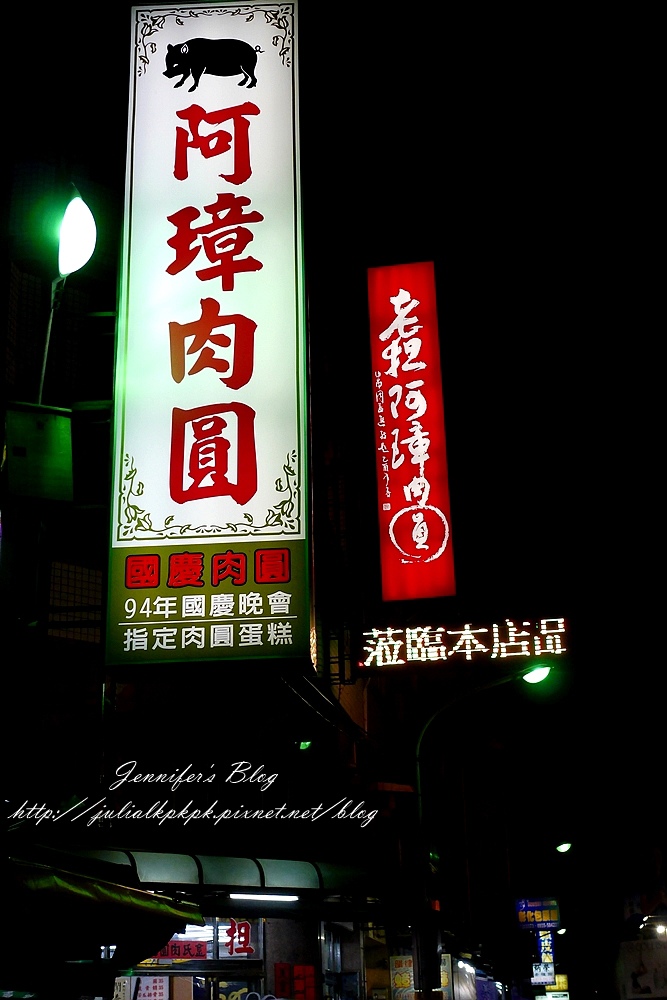 阿璋肉圓
國慶肉圓
94年國慶晚會
指定肉圓蛋糕
老担阿璋肉圓
蒞臨本店品
Jennifer's Blog
http://julialkpkpk.pixnet.net/blog
担